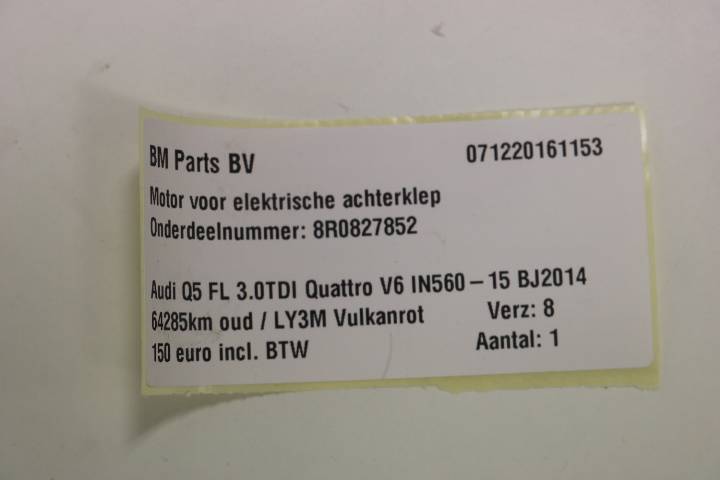 BM Parts BV 071220161153
Motor voor elektrische achterklep
Onderdeelnummer: 8R0827852
Audi Q5 FL 3.0TDI Quattro V6 IN560 – 15 BJ2014
64285km oud / LY3M Vulkanrot Verz: 8
150 euro incl. BTW Aantal: 1